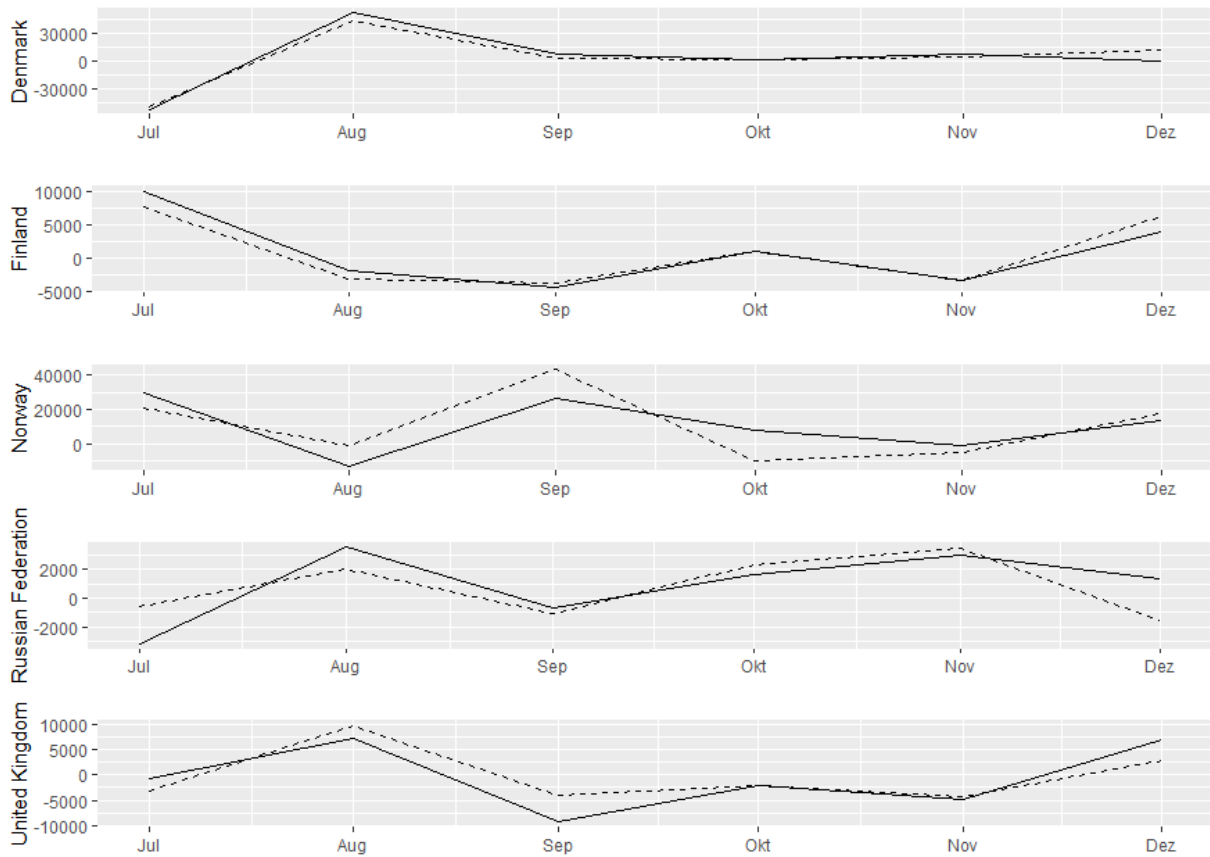 Denmark
30000
0
-30000
Jul Aug Sep Okt Nov Dez
Finland
10000
5000
0
-5000
Jul Aug Sep Okt Nov Dez
Norway
40000
20000
0
Jul Aug Sep Okt Nov Dez
Russian Federation
2000
0
-2000
Jul Aug Sep Okt Nov Dez
United Kingdom
10000
5000
0
-5000
-10000
Jul Aug Sep Okt Nov Dez